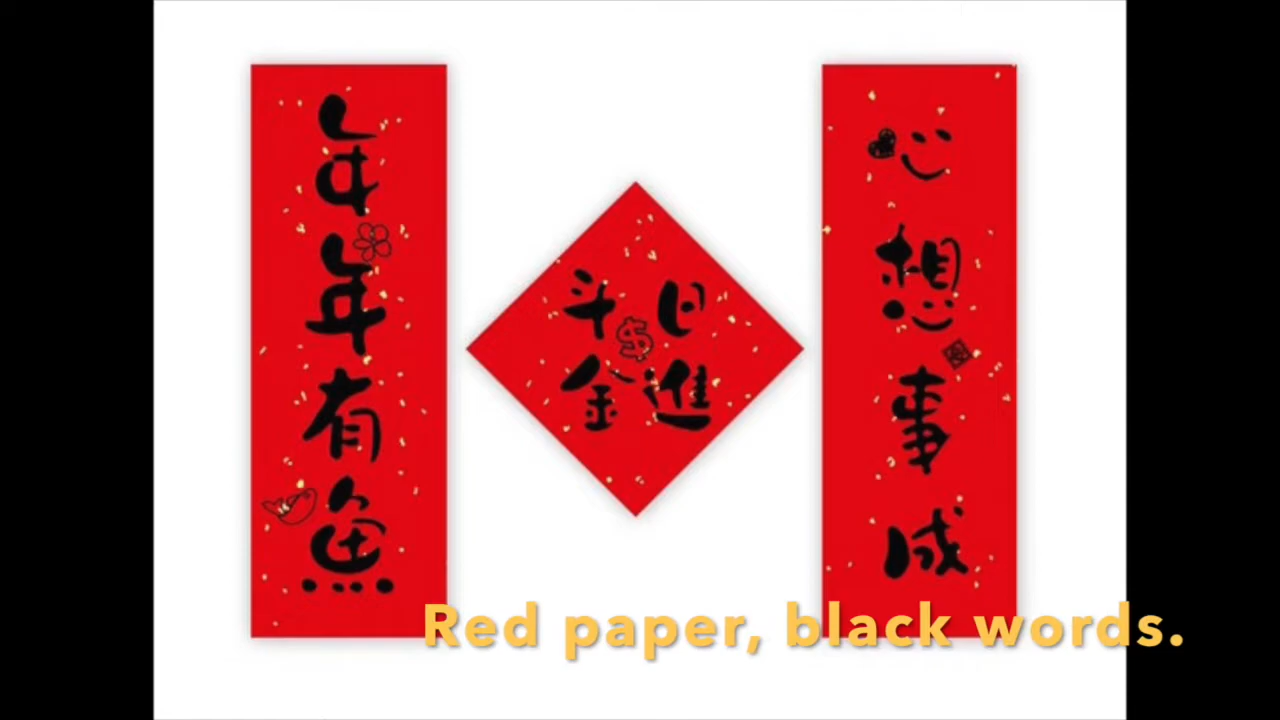 年年有魚
日進
斗金
心想事成
Red paper, black words.